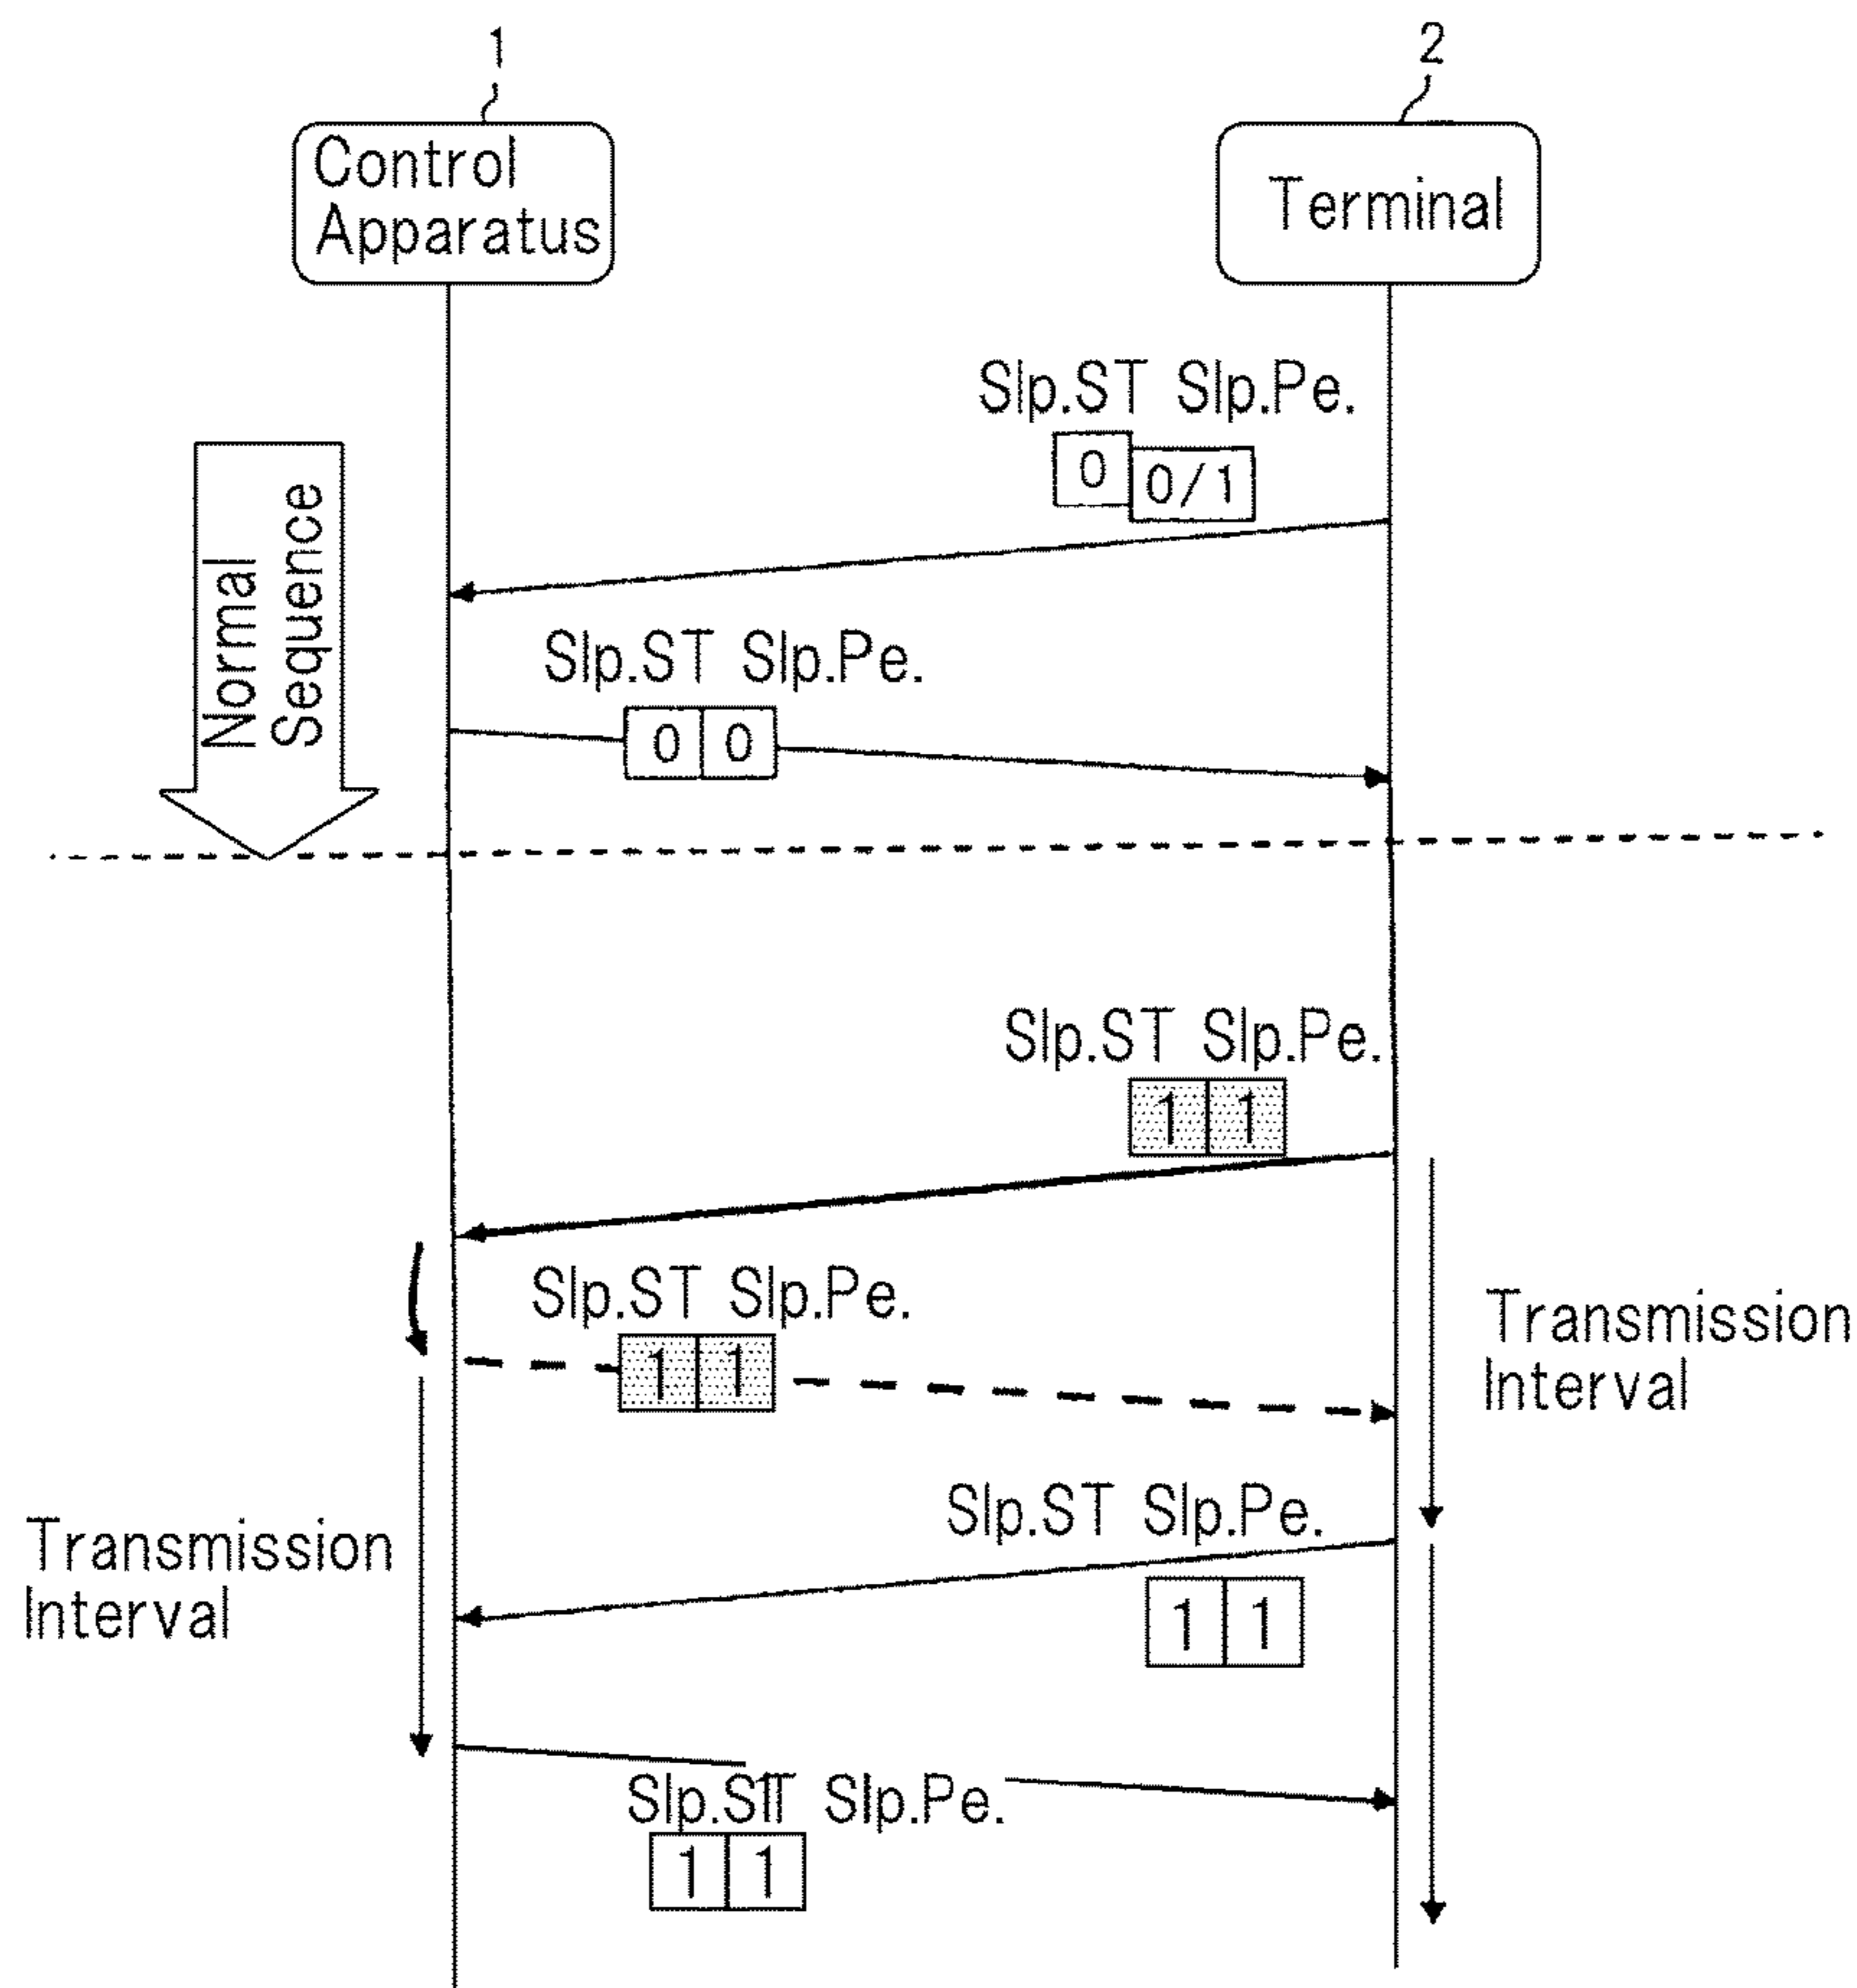 1
2
Control
Apparatus
Terminal
Slp.ST Slp.Pe.
0 0/1
Normal
Sequence
Slp.ST Slp.Pe.
0 0
Slp.ST Slp.Pe.
1 1
Slp.ST Slp.Pe.
1 1
Transmission
Interval
Slp.ST Slp.Pe.
1 1
Transmission
Interval
Slp.ST Slp.Pe.
1 1